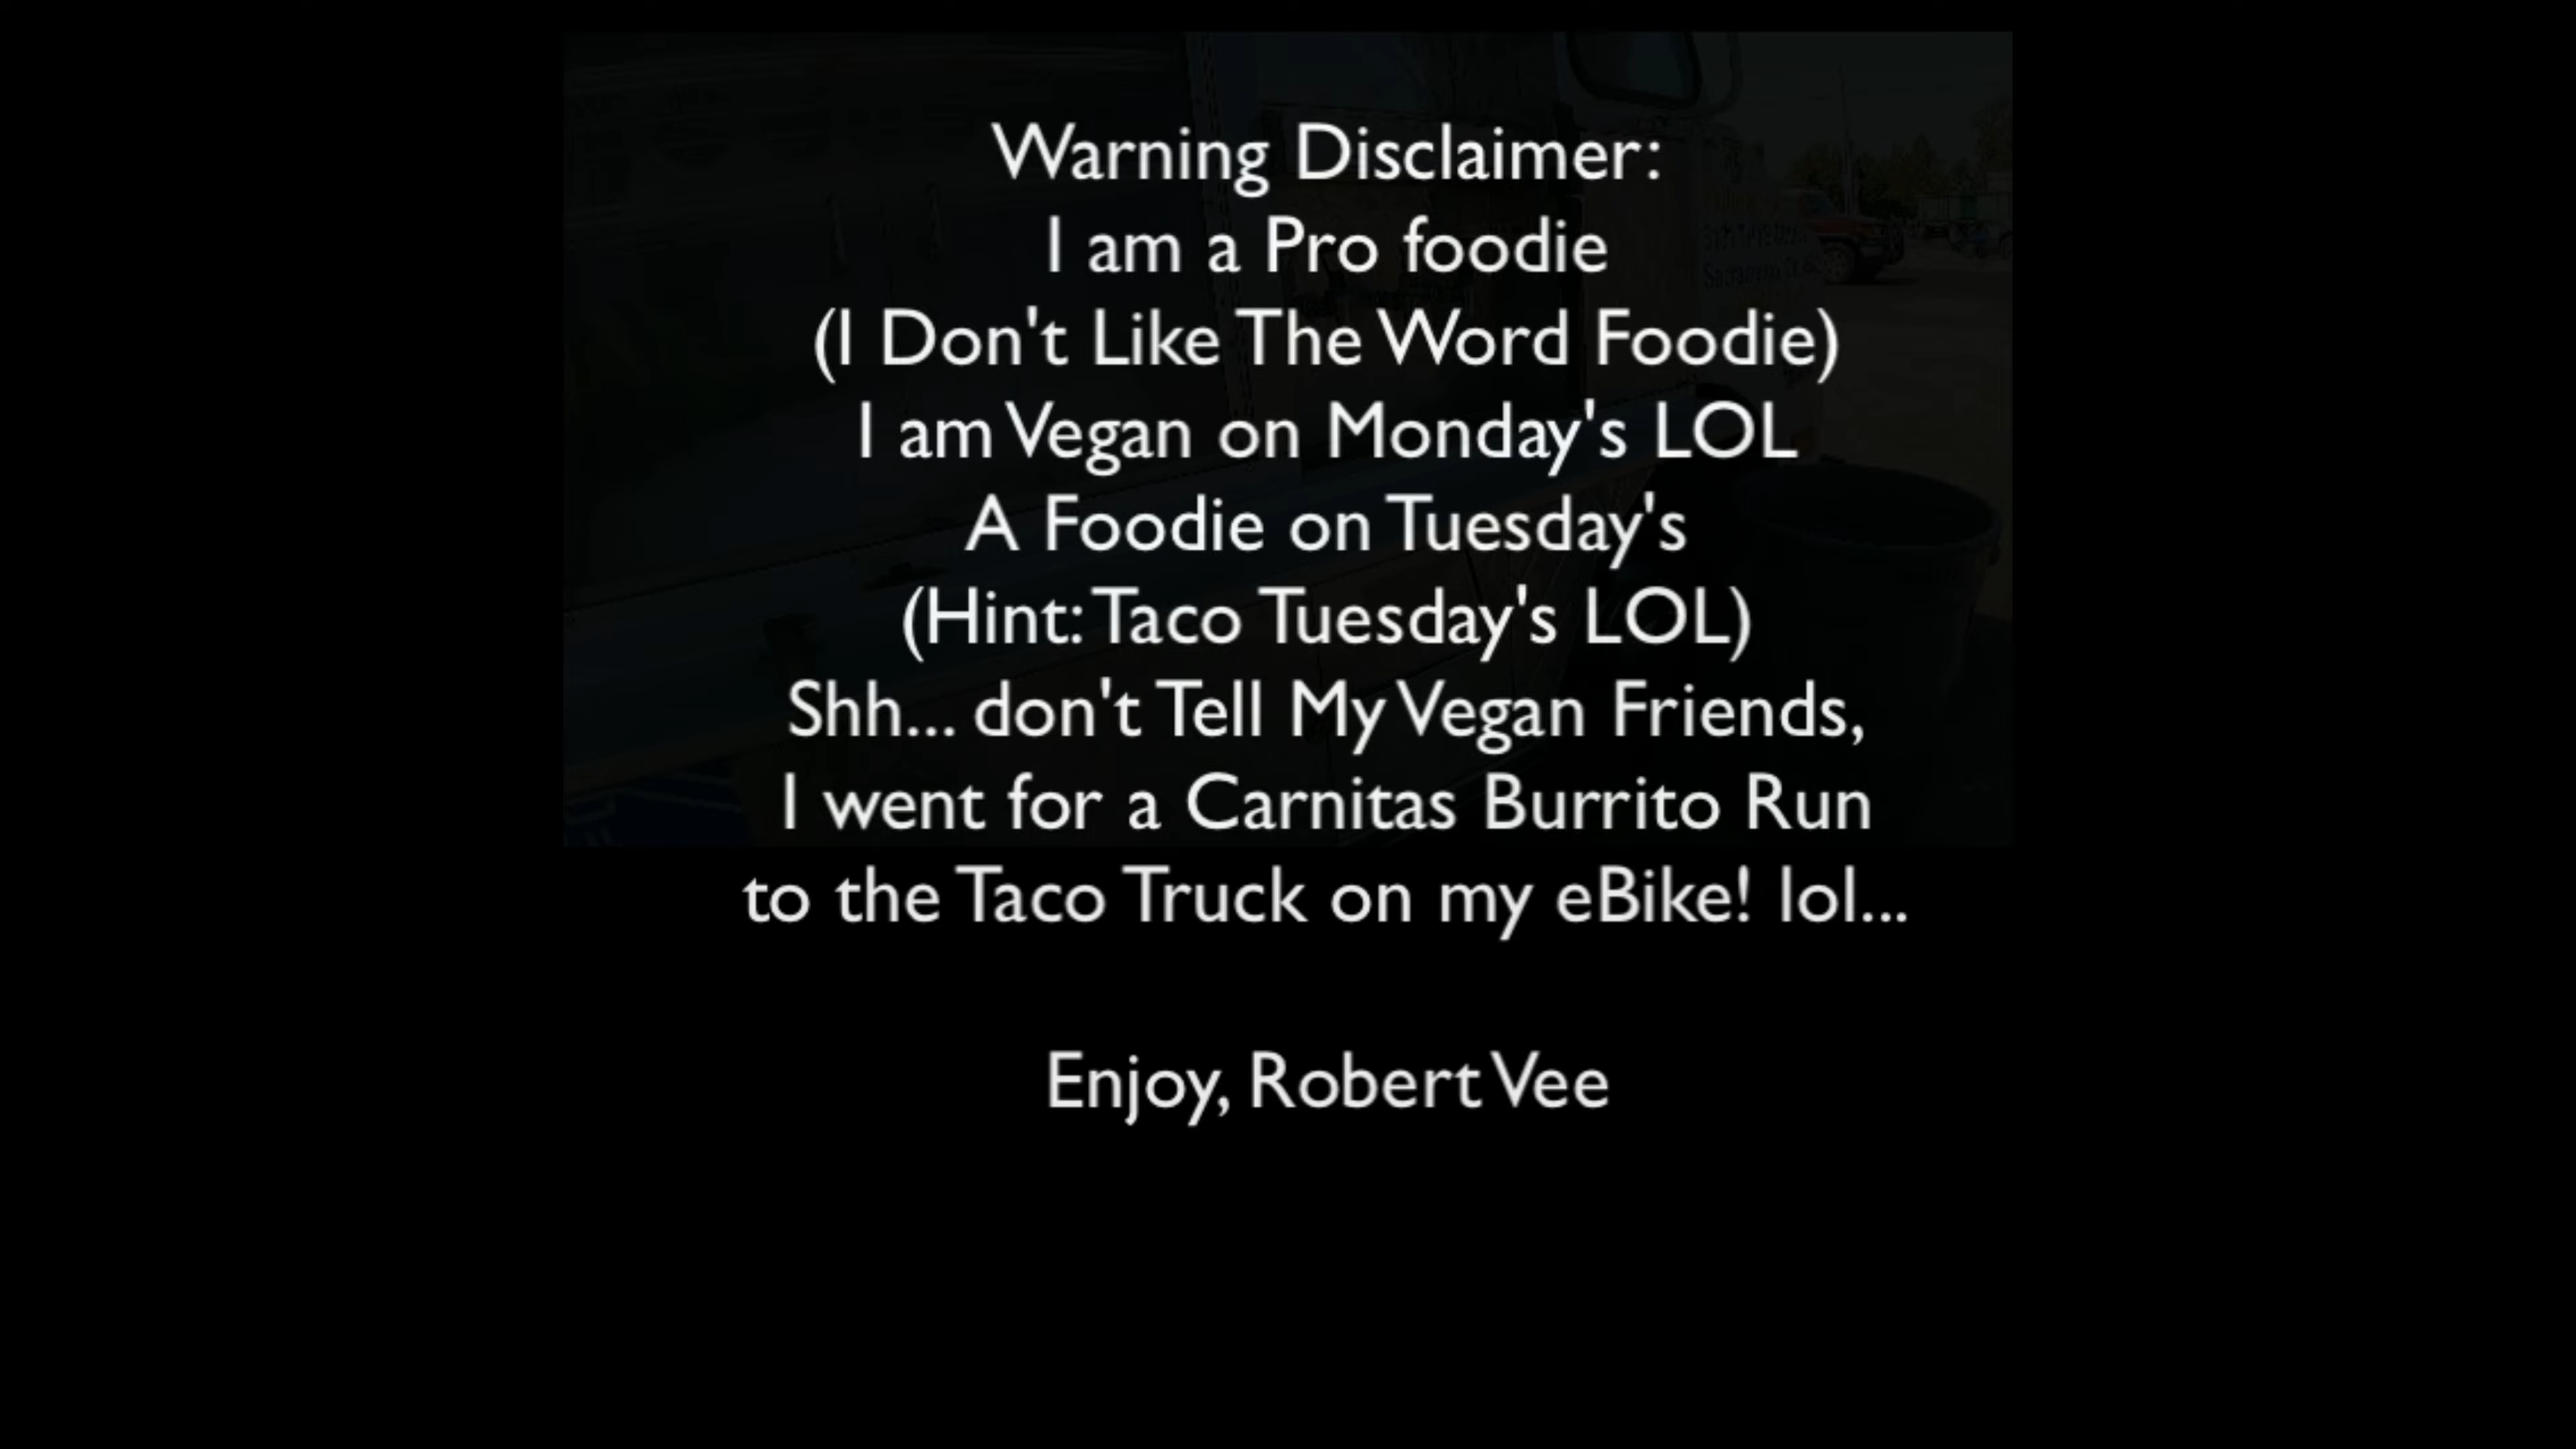 Warning Disclaimer:
I am a Pro foodie
(I Don't Like The Word Foodie)
I am Vegan on Monday's LOL
A Foodie on Tuesday's
(Hint: Taco Tuesday's LOL)
Shh... don't Tell My Vegan Friends,
I went for a Carnitas Burrito Run
to the Taco Truck on my eBike! lol...
Enjoy, Robert Vee